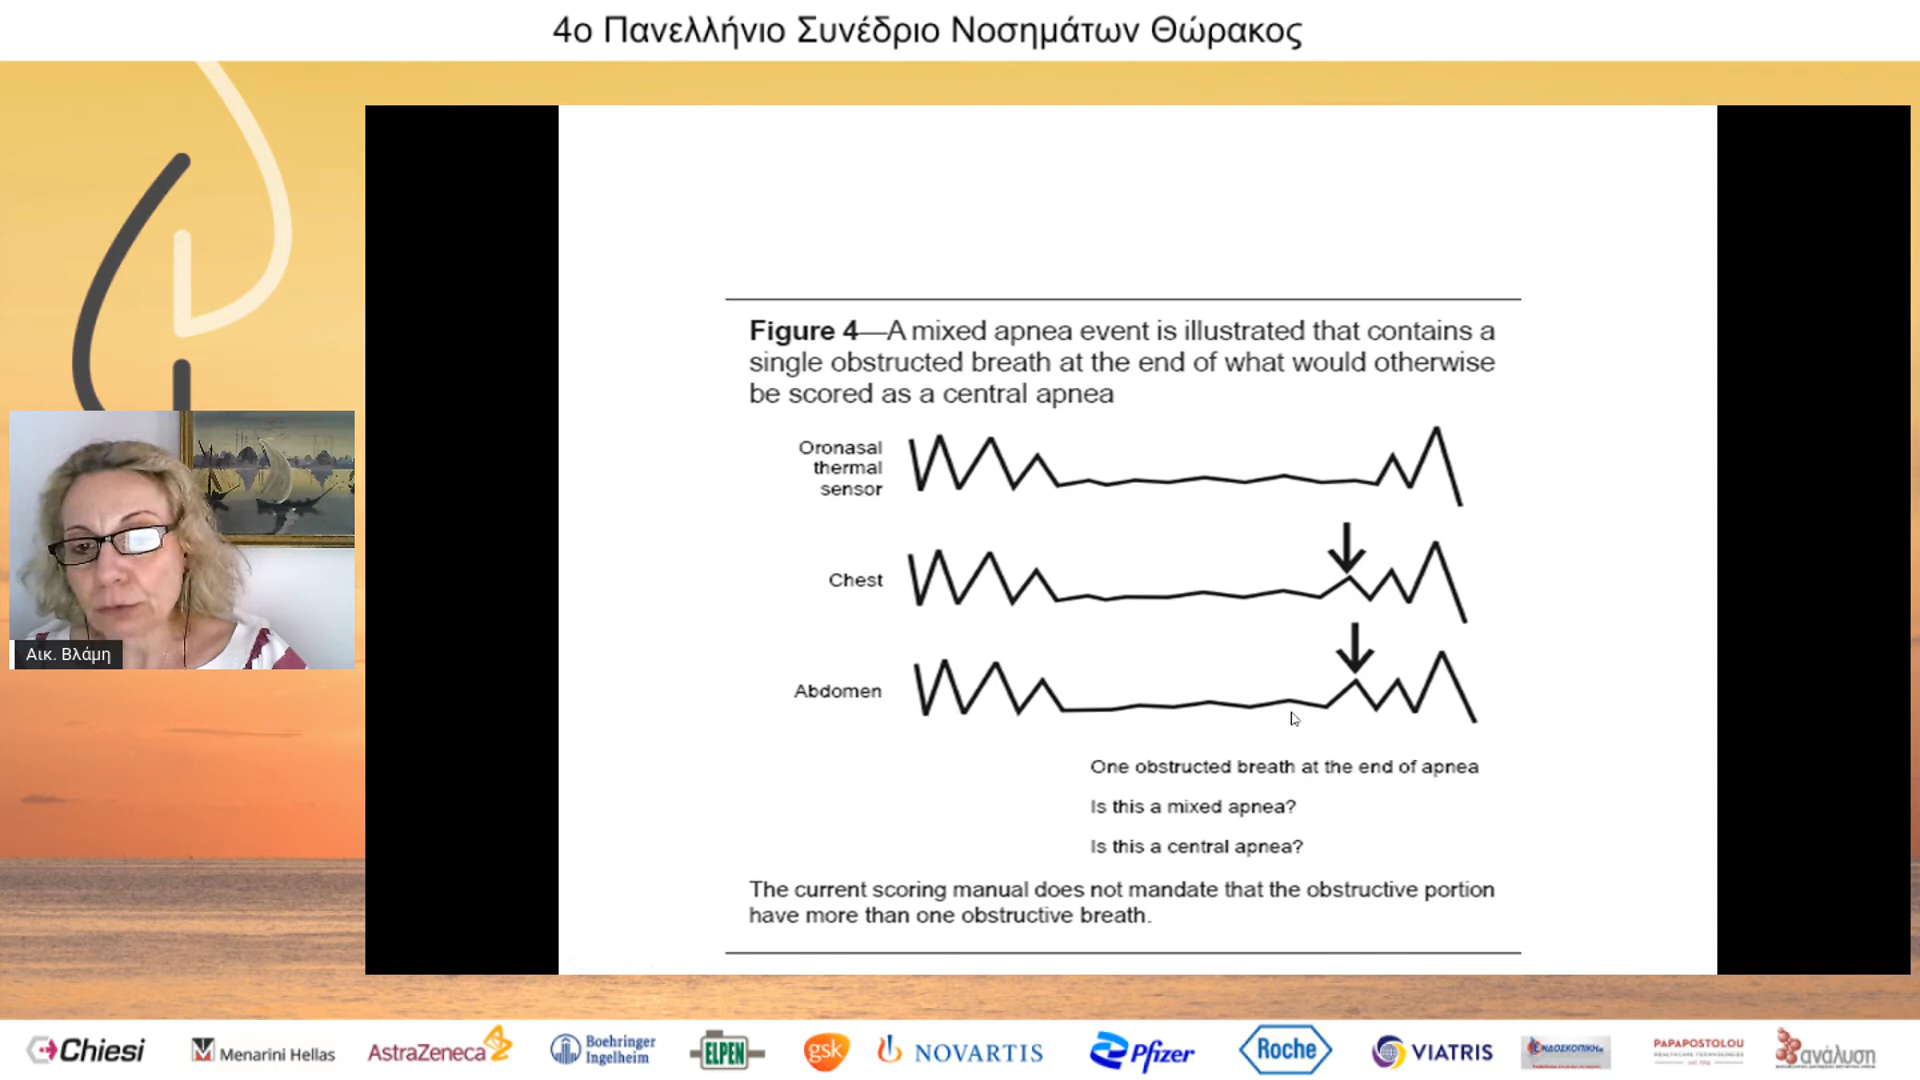 4ο Πανελλήνιο Συνέδριο Νοσημάτων Θώρακος
Figure 4—A mixed apnea event is illustrated that contains a
single obstructed breath at the end of what would otherwise
be scored as a central apnea
Oronasal
thermal
sensor
Chest
Abdomen
One obstructed breath at the end of apnea
Is this a mixed apnea?
Is this a central apnea?
The current scoring manual does not mandate that the obstructive portion
have more than one obstructive breath.
Αικ. Βλάμη
Chiesi
Menarini Hellas
AstraZeneca
Boehringer
Ingelheim
ELPEN
gsk
NOVARTIS
Pfizer
Roche
VIATRIS
ΕΝΔΟΣΚΟΠΙΚΗ
PAPAPOSTOLOU
ανάλυση